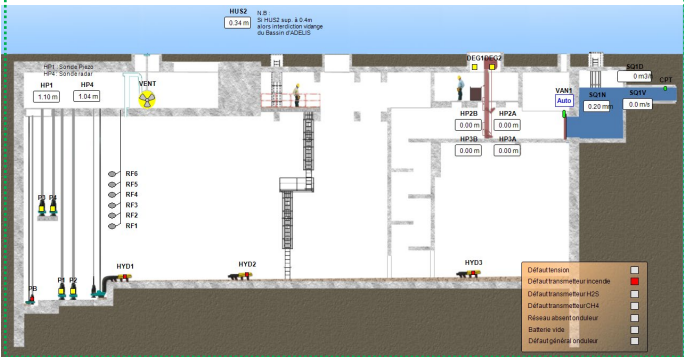 HUS2
0.34 m
N.B :
Si HUS2 sup. à 0.4m
alors interdiction vidange
du Bassin d'ADELIS
HP1 : Sonde Piezo
HP4 : Sonde radar
HP1
HP4
1.10 m
1.04 m
VENT
DEG1
DEG2
SQ1D
0 m3/h
CPT
VAN1
Auto
SQ1N
0.20 mm
SQ1V
0.0 m/s
HP2B
HP2A
0.00 m
0.00 m
HP3B
HP3A
0.00 m
0.00 m
RF6
RF5
RF4
RF3
RF2
RF1
P3
P4
HYD1
HYD2
HYD3
PB
P1
P2
Défaut tension
Défaut transmetteur incendie
Défaut transmetteur H2S
Défaut transmetteur CH4
Réseau absent onduleur
Batterie vide
Défaut général onduleur